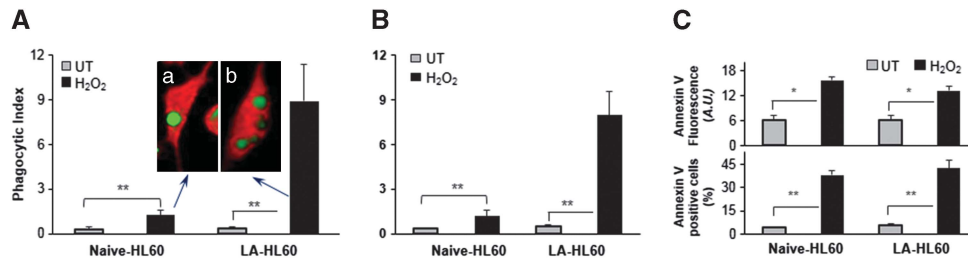 A
B
C
Phagocytic Index
12
9
6
3
0
UT
H₂O₂
a
b
**
**
Naive-HL60
LA-HL60
12
9
6
3
0
UT
H₂O₂
**
**
Naive-HL60
LA-HL60
UT
H₂O₂
Annexin V
Fluorescence
(A.U.)
18
12
6
0
*
*
Annexin V
positive cells
(%)
45
30
15
0
**
**
Naive-HL60
LA-HL60